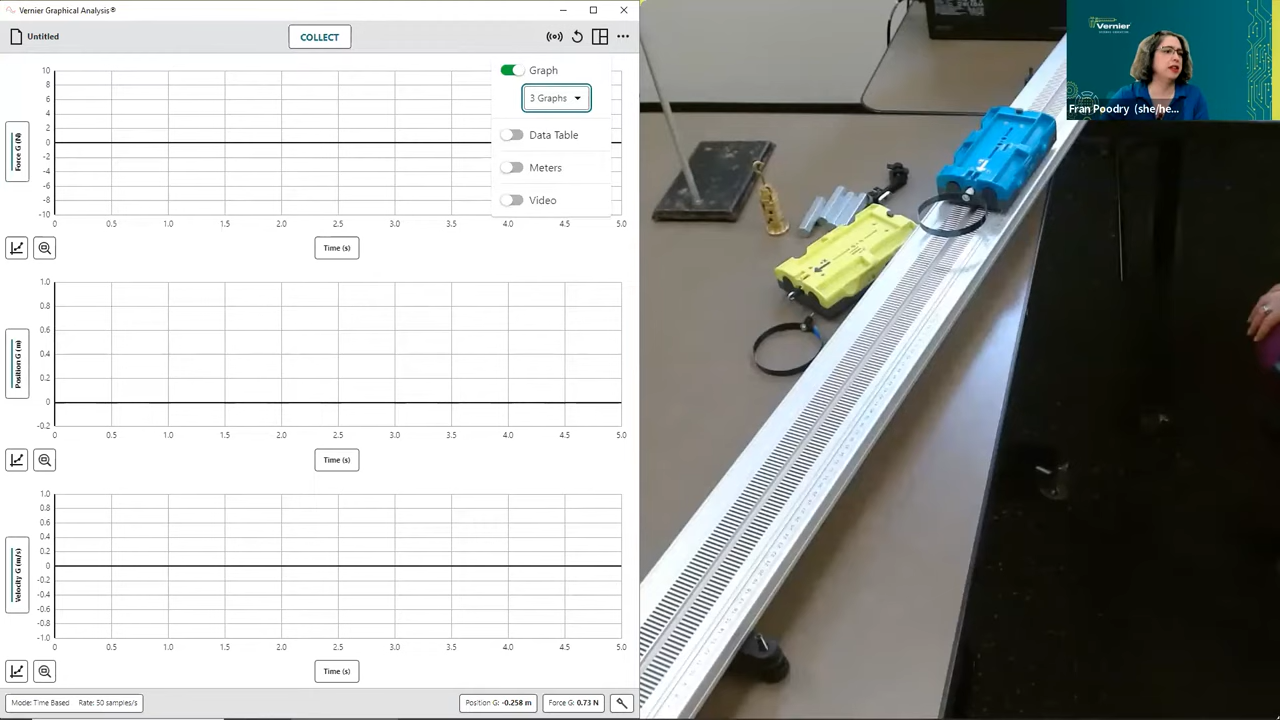 Vernier Graphical Analysis®
Untitled
COLLECT
Graph
3 Graphs
Data Table
Meters
Video
Force G (N)
10
8
6
4
2
0
-2
-4
-6
-8
-10
0 0.5 1.0 1.5 2.0 2.5 3.0 3.5 4.0 4.5 5.0
Time (s)
Position G (m)
1.0
0.8
0.6
0.4
0.2
0
-0.2
0 0.5 1.0 1.5 2.0 2.5 3.0 3.5 4.0 4.5 5.0
Time (s)
Velocity G (m/s)
1.0
0.8
0.6
0.4
0.2
0
-0.2
-0.4
-0.6
-0.8
-1.0
0 0.5 1.0 1.5 2.0 2.5 3.0 3.5 4.0 4.5 5.0
Time (s)
Mode: Time Based Rate: 50 samples/s
Position G: -0.258 m
Force G: 0.73 N
Vernier
Fran Poodry (she/he...